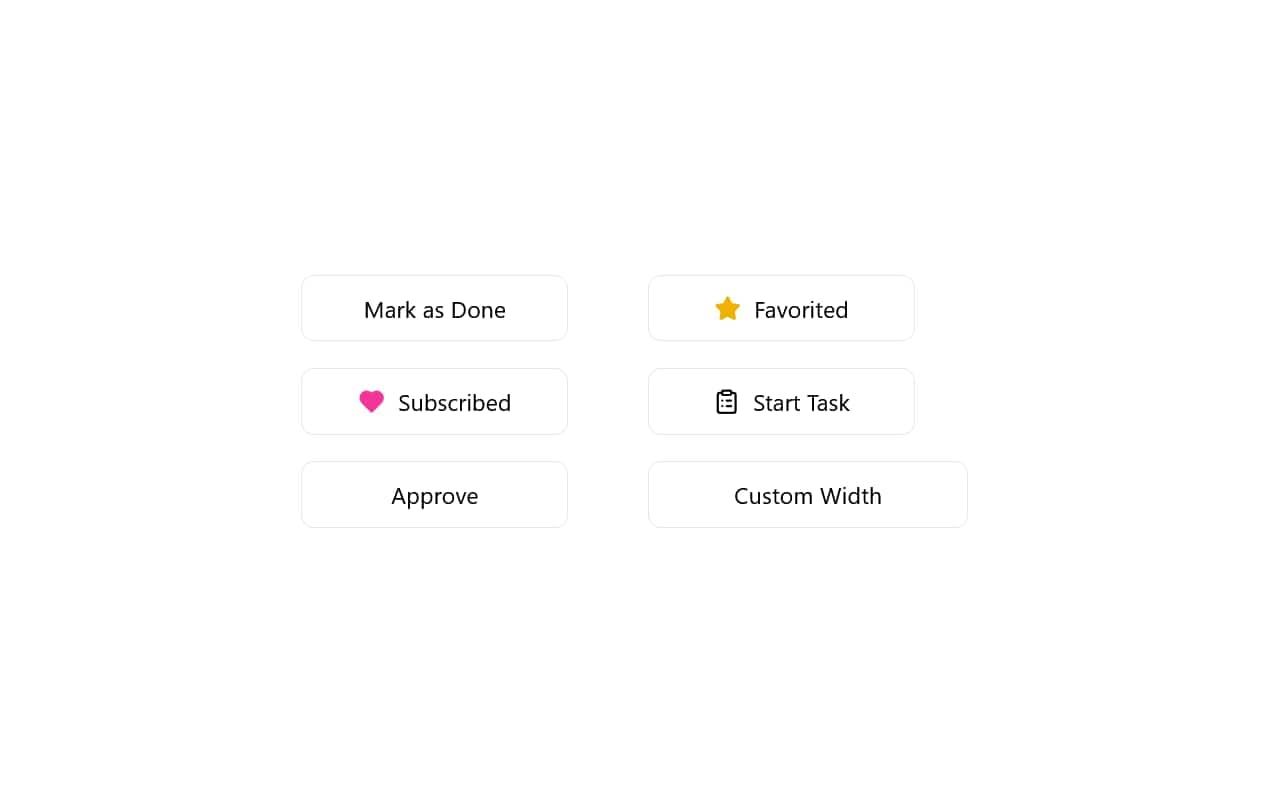 Mark as Done
Favorited
Subscribed
Start Task
Approve
Custom Width